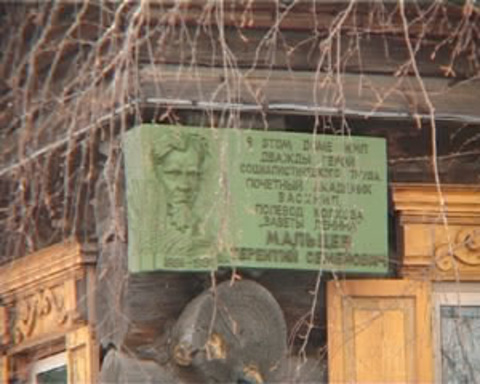 В ЭТОМ ДОМЕ ЖИЛ
ДВАЖДЫ ГЕРОЙ
СОЦИАЛИСТИЧЕСКОГО ТРУДА
ПОЧЕТНЫЙ АКАДЕМИК
ВАСХНИЛ
ПОЛЕВОД КОЛХОЗА
"ЗАВЕТЫ ЛЕНИНА"
МАЛЬЦЕВ
ТЕРЕНТИЙ СЕМЕНОВИЧ